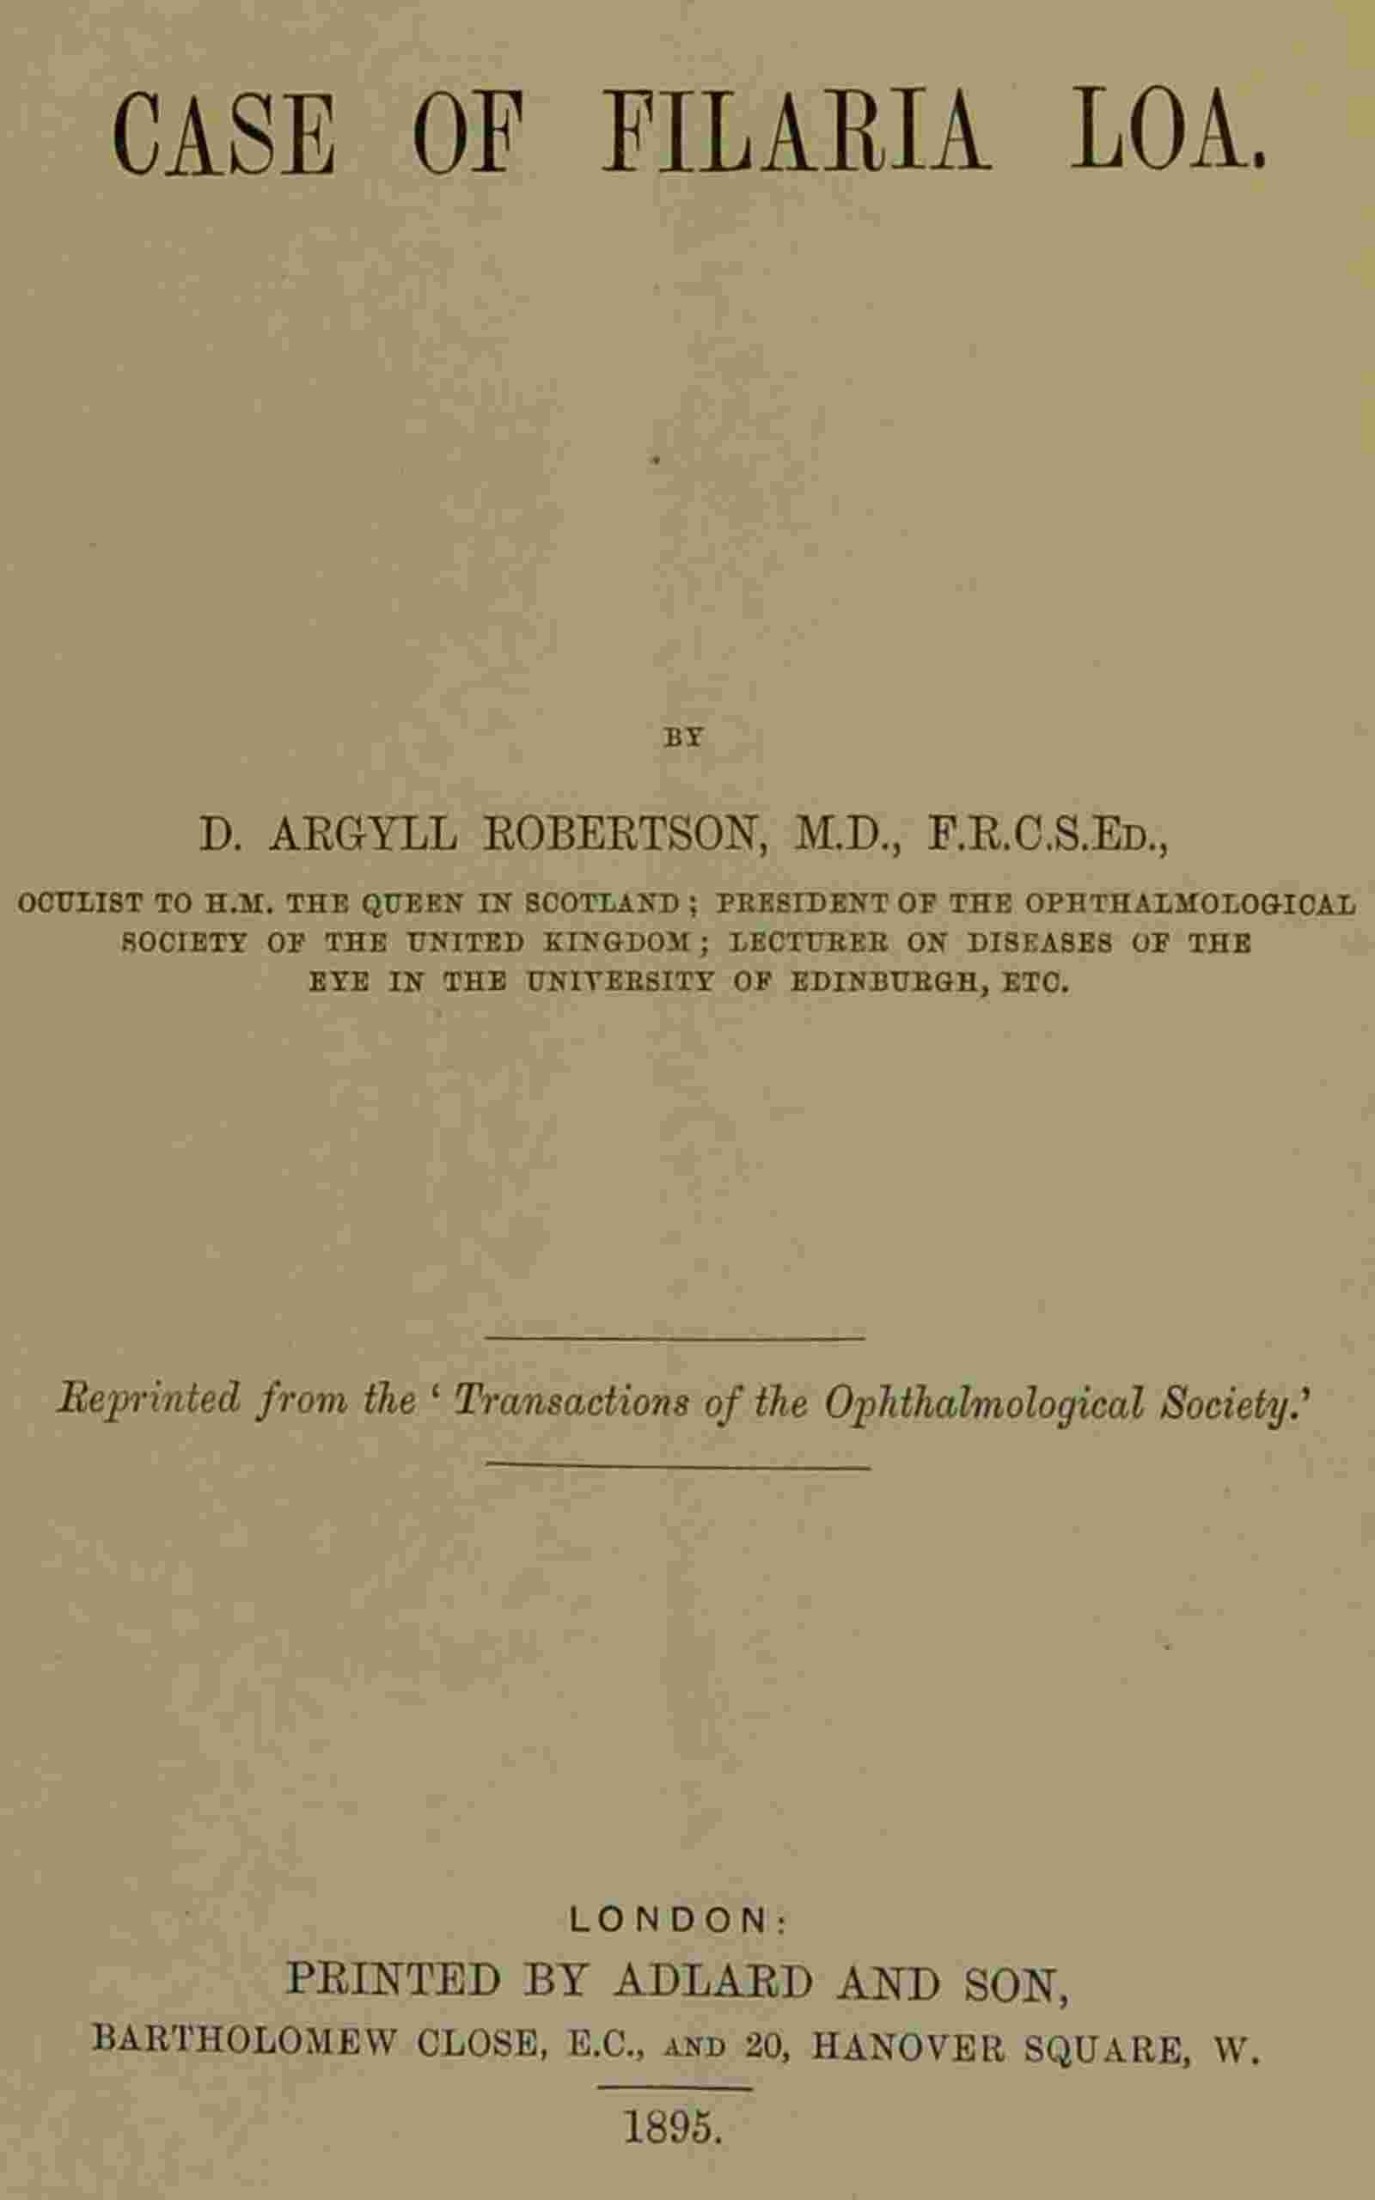 CASE OF FILARIA LOA.
BY
D. ARGYLL ROBERTSON, M.D., F.R.C.S.ED.,
OCULIST TO H.M. THE QUEEN IN SCOTLAND; PRESIDENT OF THE OPHTHALMOLOGICAL
SOCIETY OF THE UNITED KINGDOM; LECTURER ON DISEASES OF THE
EYE IN THE UNIVERSITY OF EDINBURGH, ETC.
Reprinted from the ‘Transactions of the Ophthalmological Society.’
LONDON:
PRINTED BY ADLARD AND SON,
BARTHOLOMEW CLOSE, E.C., AND 20, HANOVER SQUARE, W.
1895.